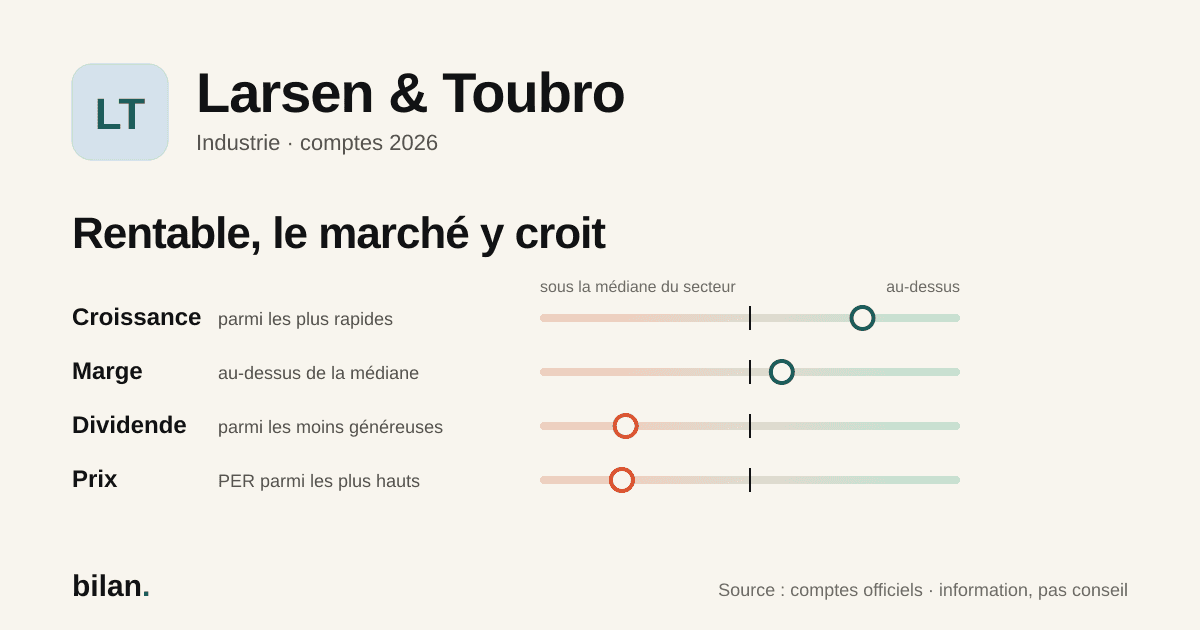 LT
Larsen & Toubro
Industrie · comptes 2026
Rentable, le marché y croit
sous la médiane du secteur au-dessus
Croissance parmi les plus rapides
Marge au-dessus de la médiane
Dividende parmi les moins généreuses
Prix PER parmi les plus hauts
bilan.
Source : comptes officiels · information, pas conseil